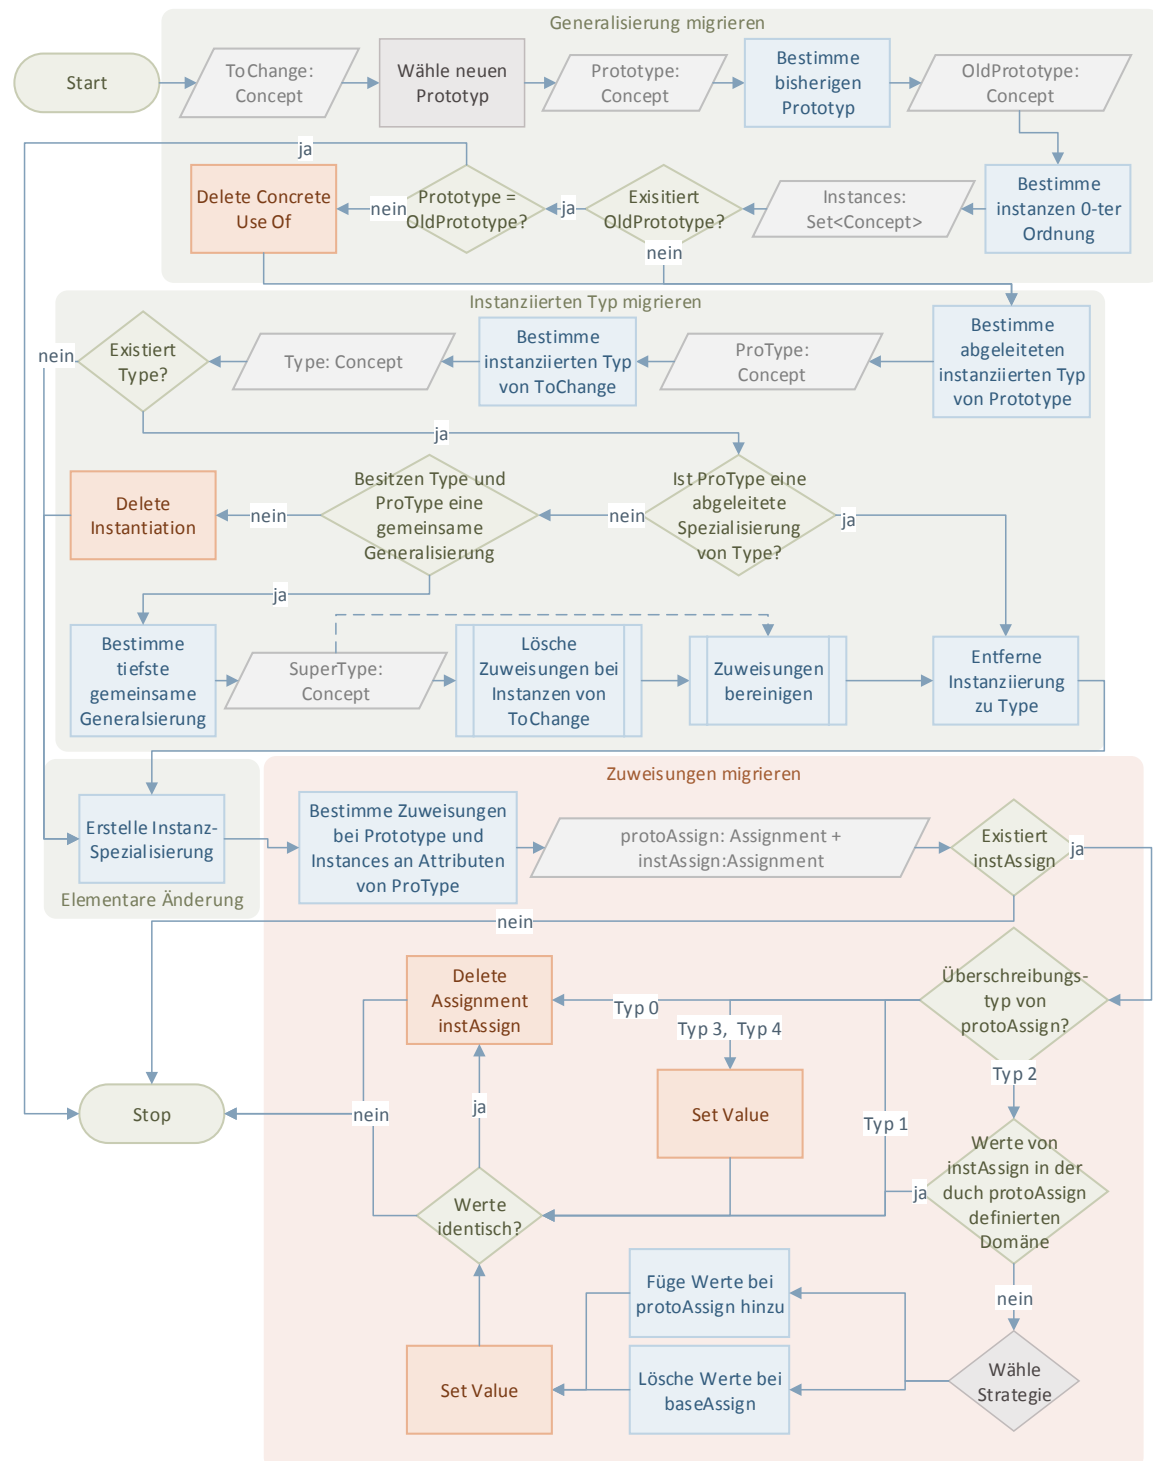 Generalisierung migrieren
Start
ToChange:
Concept
Wähle neuen
Prototyp
Prototype:
Concept
Bestimme
bisherigen
Prototyp
OldPrototype:
Concept
ja
Delete Concrete
Use Of
nein
Prototype =
OldPrototype?
ja
Exisitiert
OldPrototype?
nein
Instances:
Set<Concept>
Bestimme
instanzen 0-ter
Ordnung
Instanziierten Typ migrieren
nein
Existiert
Type?
Type: Concept
Bestimme
instanziierten Typ
von ToChange
ProType:
Concept
Bestimme
abgeleiteten
instanziierten Typ
von Prototype
ja
Delete
Instantiation
nein
Besitzen Type und
ProType eine
gemeinsame
Generalisierung
nein
Ist ProType eine
abgeleitete
Spezialisierung
von Type?
ja
ja
Bestimme
tiefste
gemeinsame
Generalsierung
SuperType:
Concept
Lösche
Zuweisungen bei
Instanzen von
ToChange
Zuweisungen
bereinigen
Entferne
Instanziierung
zu Type
Zuweisungen migrieren
Erstelle Instanz-
Spezialisierung
Elementare Änderung
Bestimme Zuweisungen
bei Prototype und
Instances an Attributen
von ProType
protoAssign: Assignment +
instAssign:Assignment
Existiert
instAssign
ja
nein
Delete
Assignment
instAssign
Typ 0
Typ 3, Typ 4
Überschreibungs-
typ von
protoAssign?
Typ 2
Stop
nein
ja
Set Value
Typ 1
Werte von
instAssign in der
duch protoAssign
definierten
Domäne
ja
Werte
identisch?
nein
Füge Werte bei
protoAssign hinzu
Set Value
Lösche Werte bei
baseAssign
Wähle
Strategie